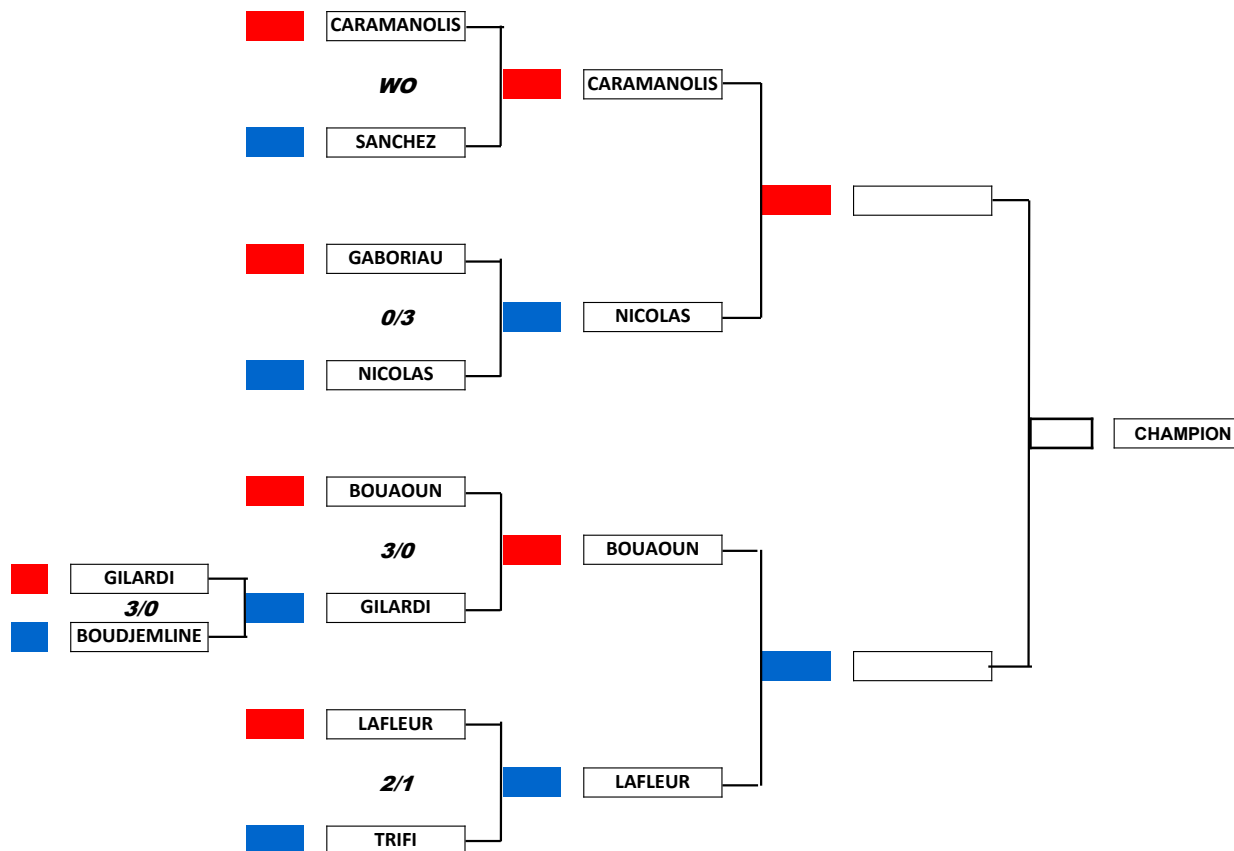 CARAMANOLIS
WO
CARAMANOLIS
SANCHEZ
GABORIAU
0/3
NICOLAS
NICOLAS
CHAMPION
BOUAOUN
3/0
BOUAOUN
GILARDI
3/0
GILARDI
BOUDJEMLINE
LAFLEUR
2/1
LAFLEUR
TRIFI